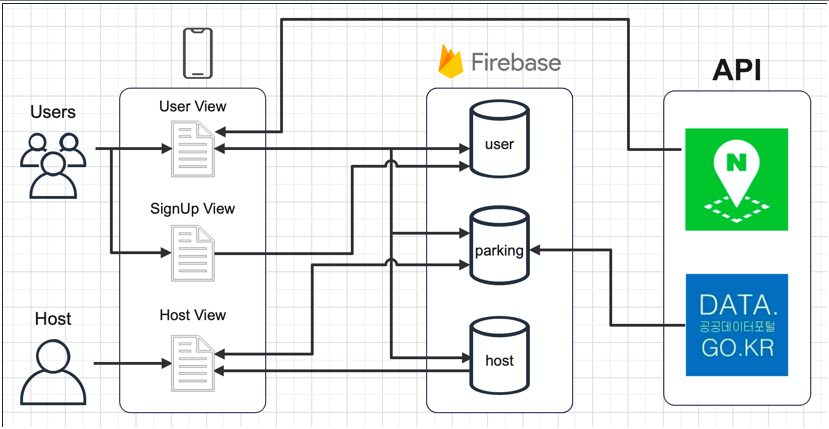 Users
Host
User View
SignUp View
Host View
Firebase
user
parking
host
API
N
DATA.
공공데이터포털
GO.KR